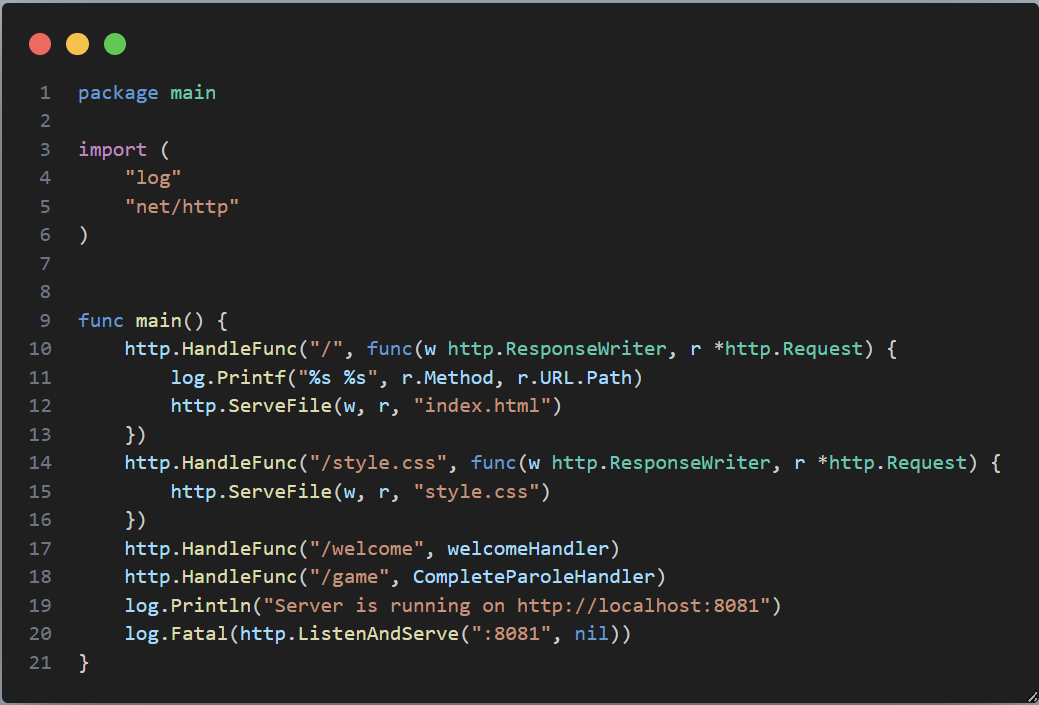 1 package main
2
3 import (
4     "log"
5     "net/http"
6 )
7
8
9 func main() {
10     http.HandleFunc("/", func(w http.ResponseWriter, r *http.Request) {
11         log.Printf("%s %s", r.Method, r.URL.Path)
12         http.ServeFile(w, r, "index.html")
13     })
14     http.HandleFunc("/style.css", func(w http.ResponseWriter, r *http.Request) {
15         http.ServeFile(w, r, "style.css")
16     })
17     http.HandleFunc("/welcome", welcomeHandler)
18     http.HandleFunc("/game", CompleteParoleHandler)
19     log.Println("Server is running on http://localhost:8081")
20     log.Fatal(http.ListenAndServe(":8081", nil))
21 }